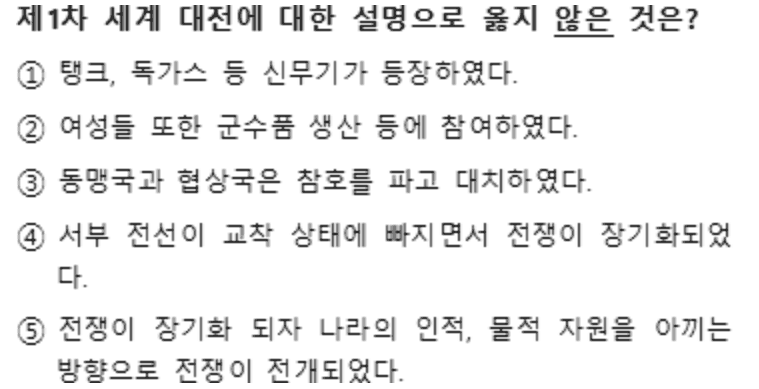 제1차 세계 대전에 대한 설명으로 옳지 않은 것은?
① 탱크, 독가스 등 신무기가 등장하였다.
② 여성들 또한 군수품 생산 등에 참여하였다.
③ 동맹국과 협상국은 참호를 파고 대치하였다.
④ 서부 전선이 교착 상태에 빠지면서 전쟁이 장기화되었
다.
⑤ 전쟁이 장기화 되자 나라의 인적, 물적 자원을 아끼는
방향으로 전쟁이 전개되었다.